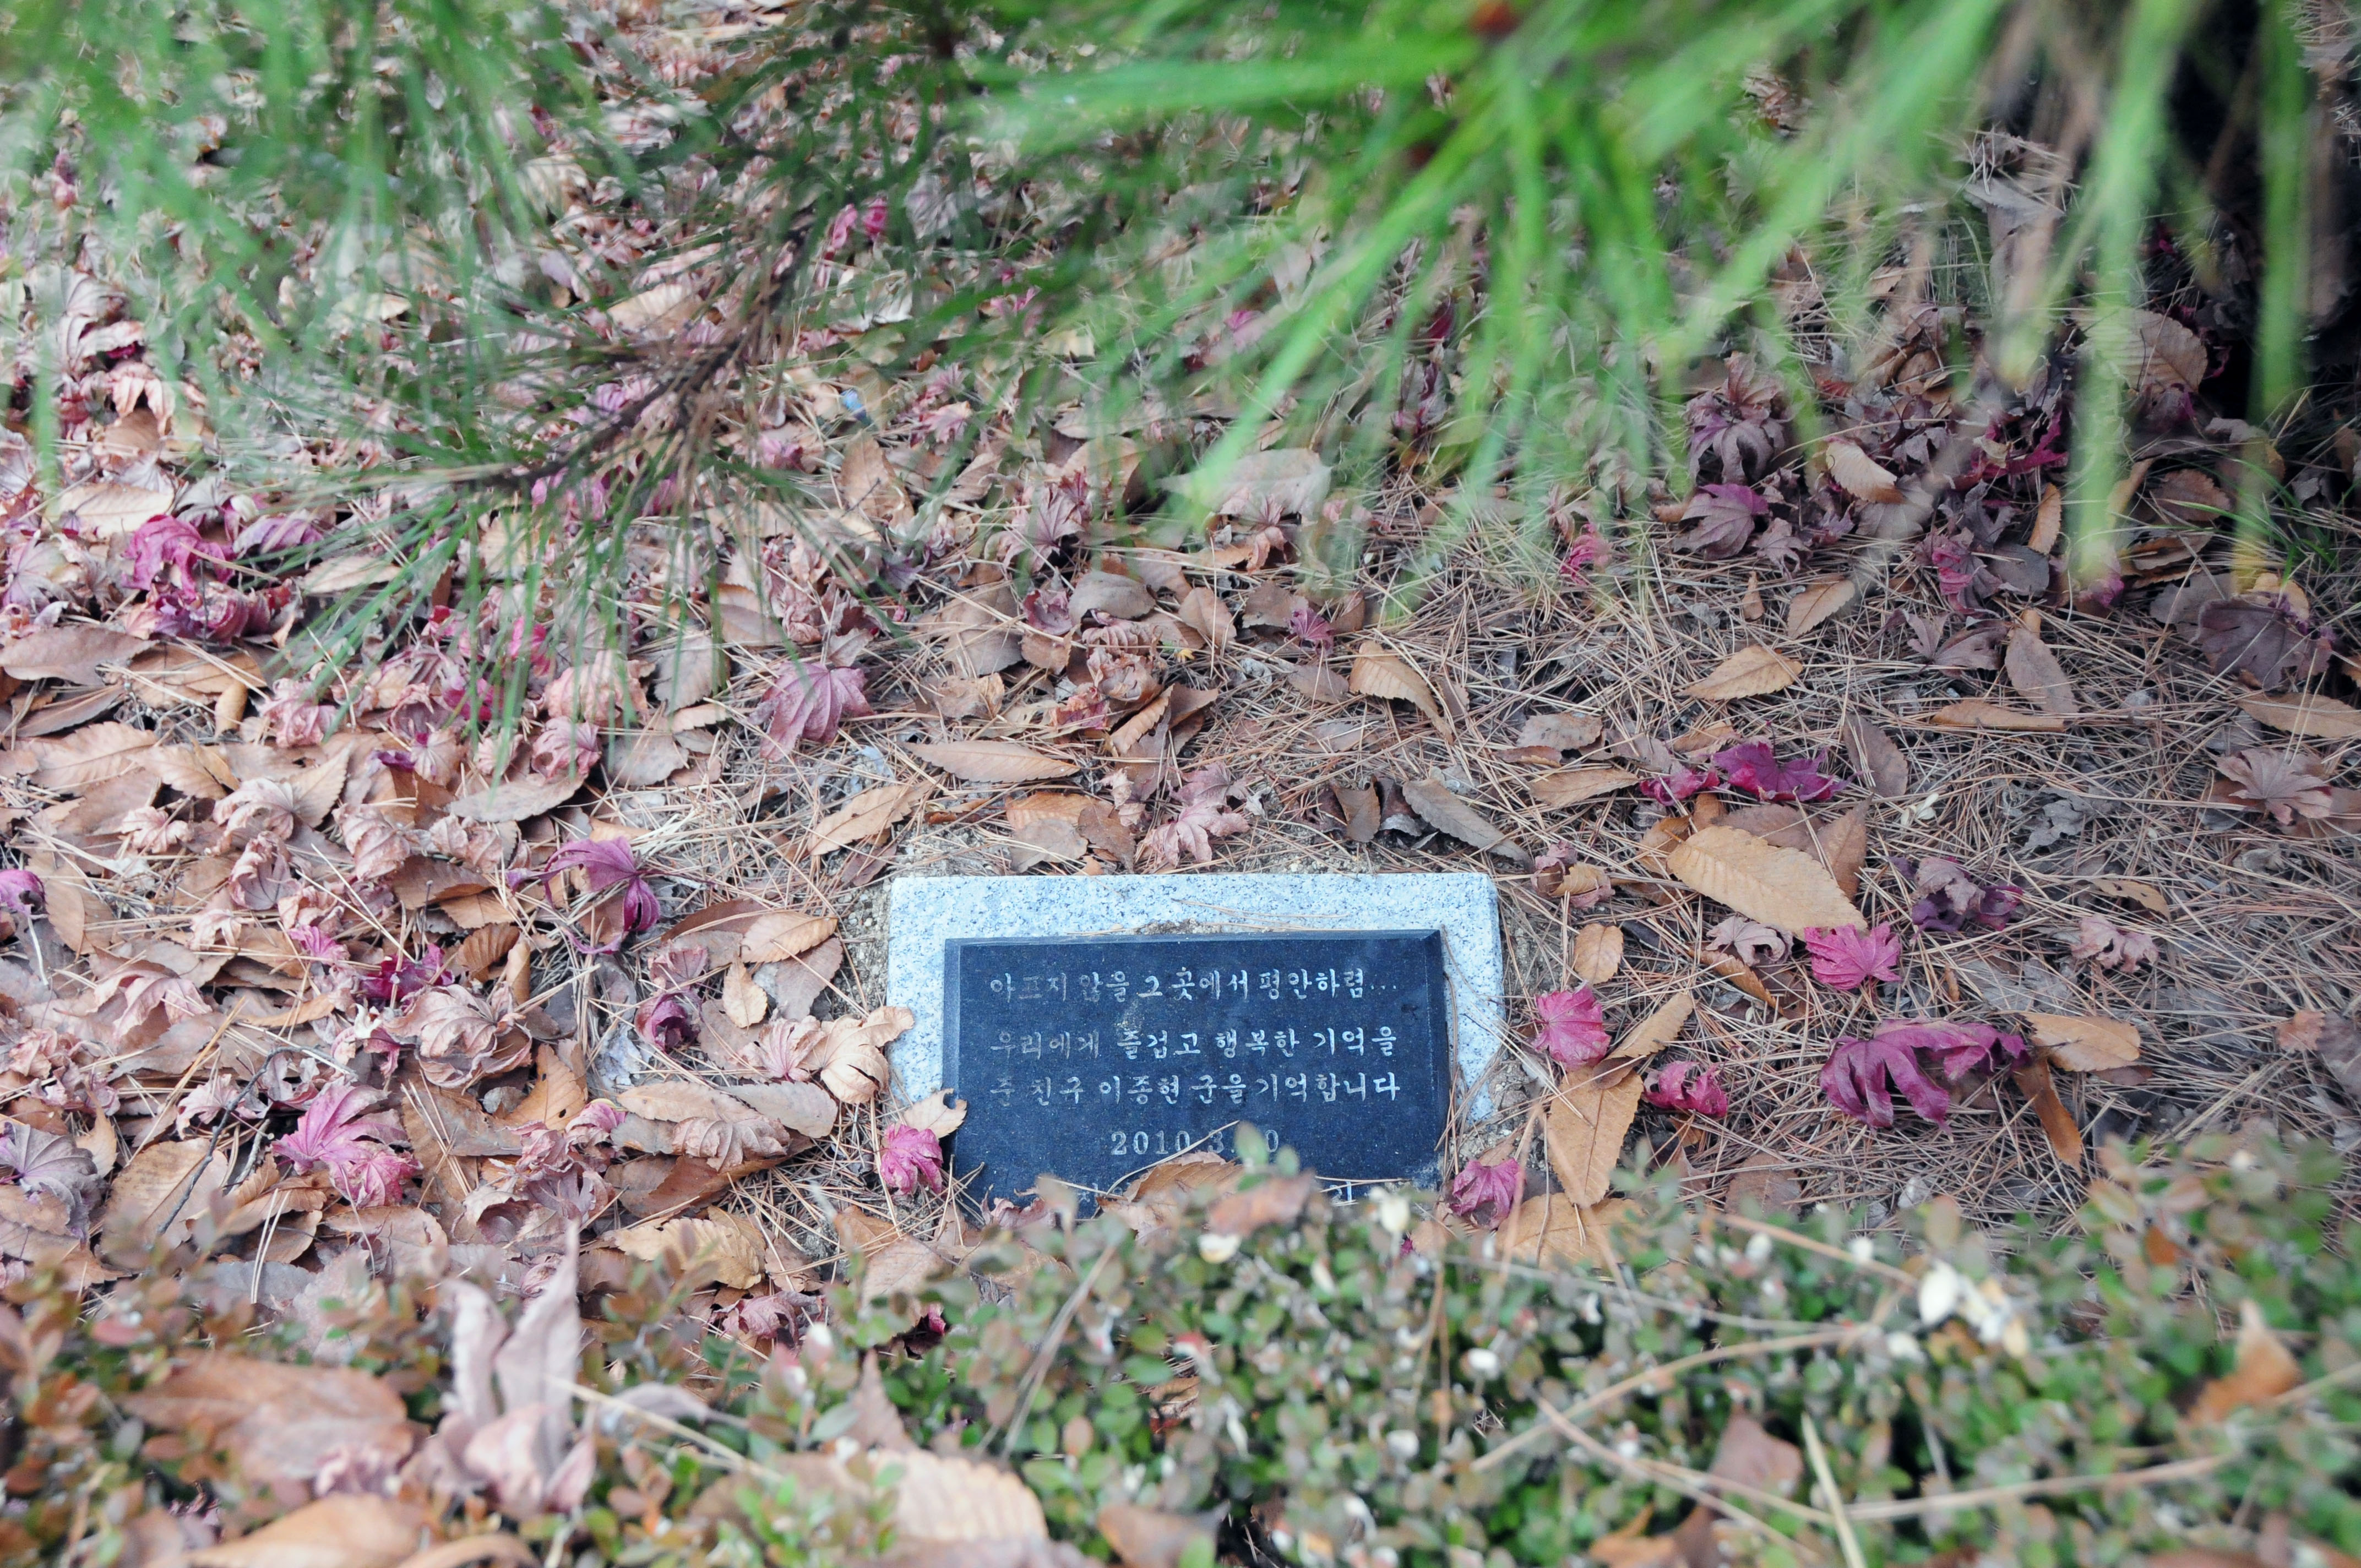 아프지 않을 그 곳에서 평안하렴...
우리에게 즐겁고 행복한 기억을
준 친구 이종현 군을 기억합니다
2010.3.